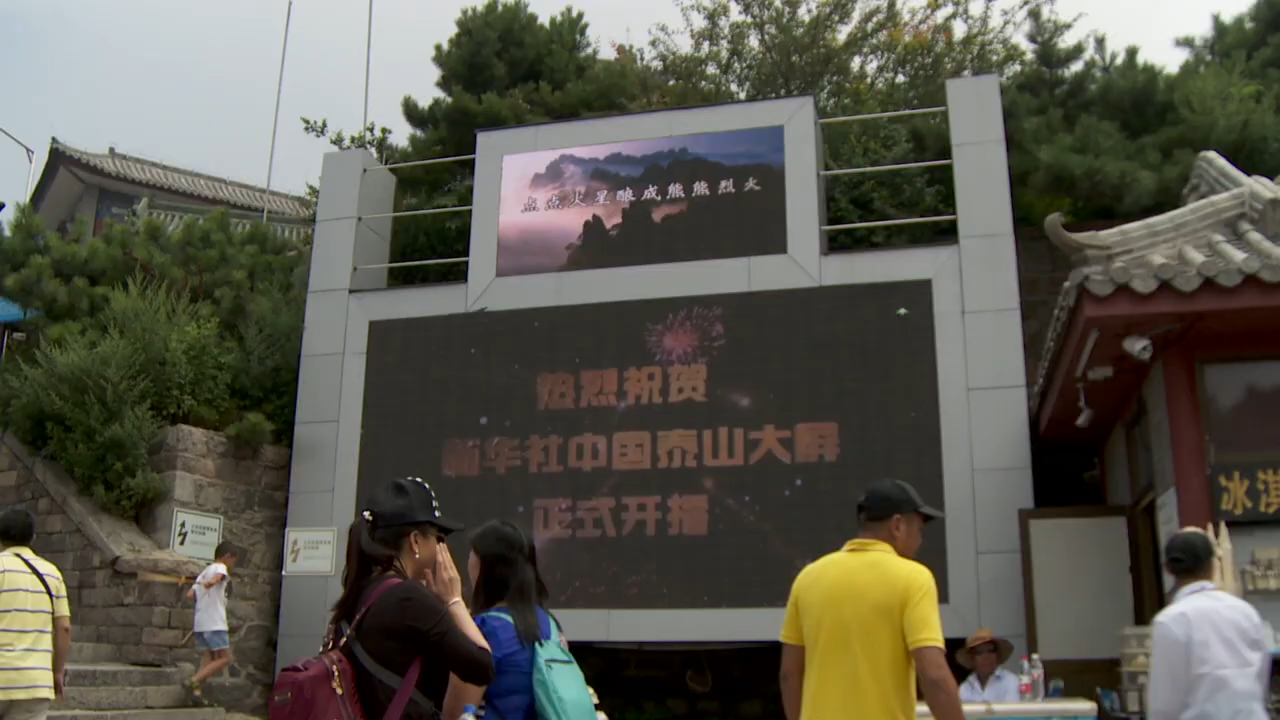 点点火星酿成熊熊烈火
热烈祝贺
新华社中国泰山大屏
正式开播
冰淇